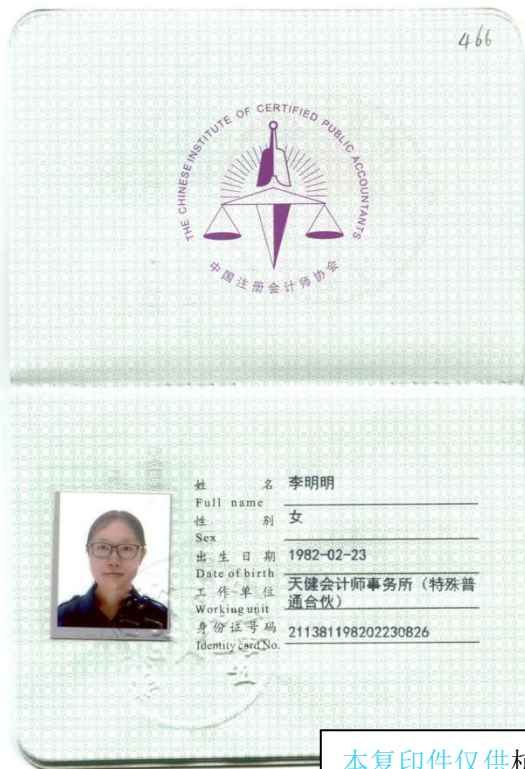 466
THE CHINESE INSTITUTE OF CERTIFIED PUBLIC ACCOUNTANTS
中国注册会计师协会
姓 名 李明明
Full name
性 别 女
Sex
出生日期 1982-02-23
Date of birth
工作单位 天健会计师事务所（特殊普
通合伙）
Working unit
身份证号码 211381198202230826
Identity card No.
本复印件仅供